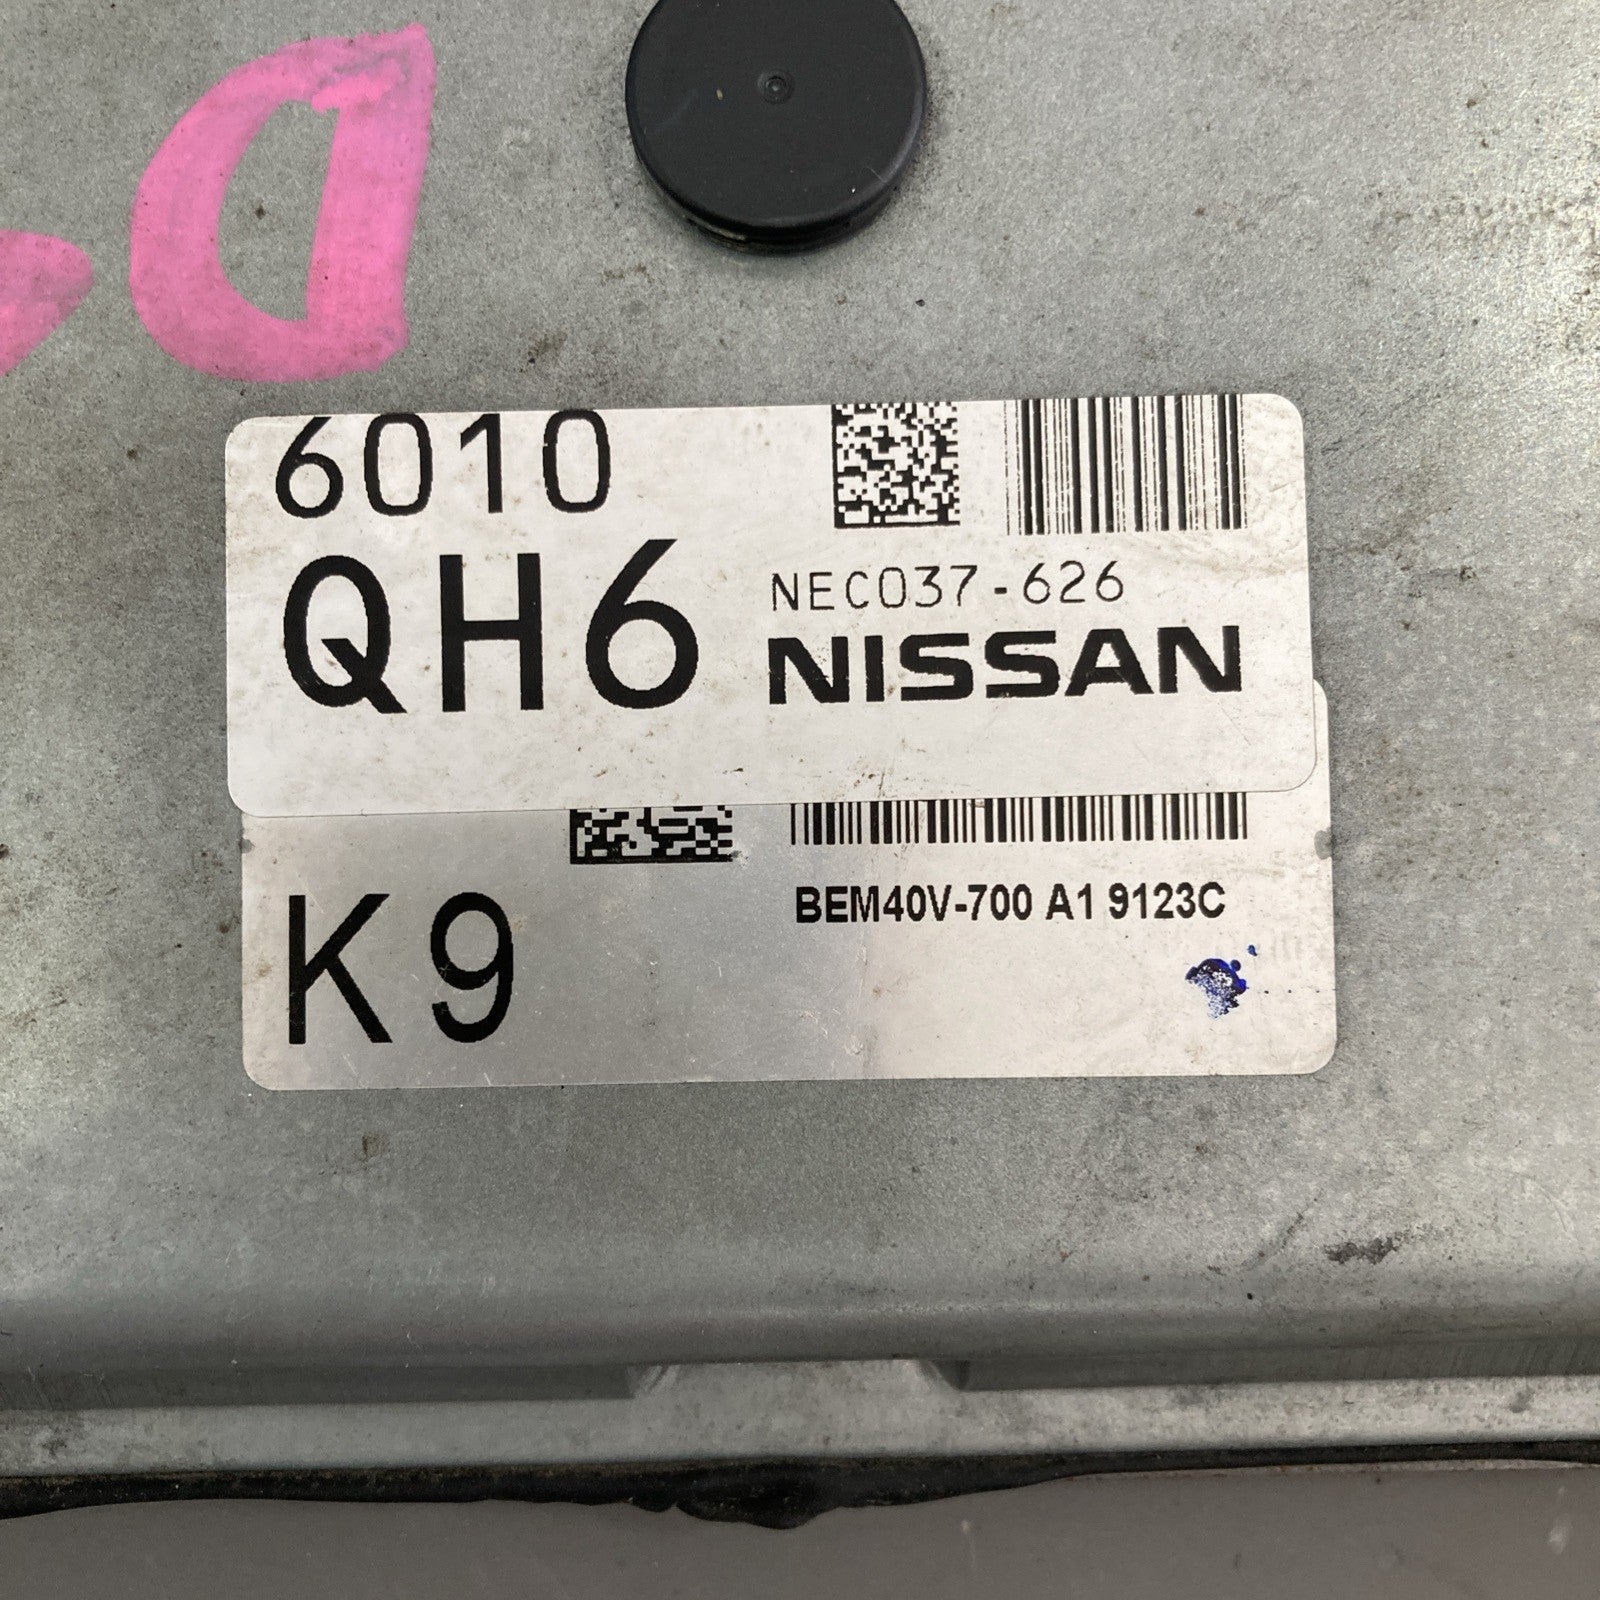 D
6010
QH6
NEC037-626
NISSAN
K9
BEM40V-700 A1 9123C